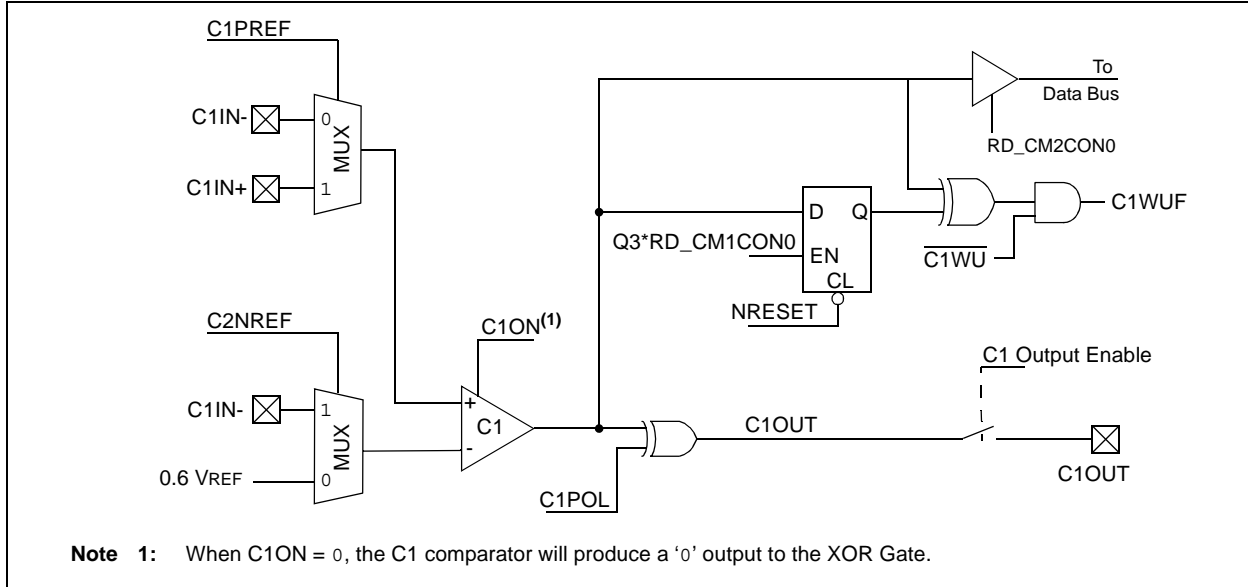 C1PREF
C1IN-
0
MUX
C1IN+
1
To
Data Bus
RD_CM2CON0
D Q
Q3*RD_CM1CON0
EN
CL
NRESET
C1WUF
C1WU
C2NREF
C1IN-
1
MUX
0.6 VREF
0
C1ON(1)
+
C1
-
C1OUT
C1POL
C1 Output Enable
C1OUT
Note 1: When C1ON = 0, the C1 comparator will produce a ‘0’ output to the XOR Gate.